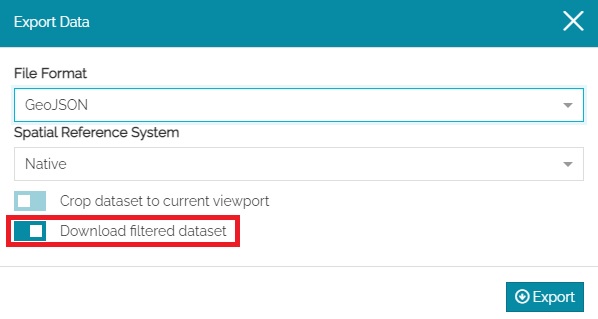 Export Data
File Format
GeoJSON
Spatial Reference System
Native
Crop dataset to current viewport
Download filtered dataset
Export